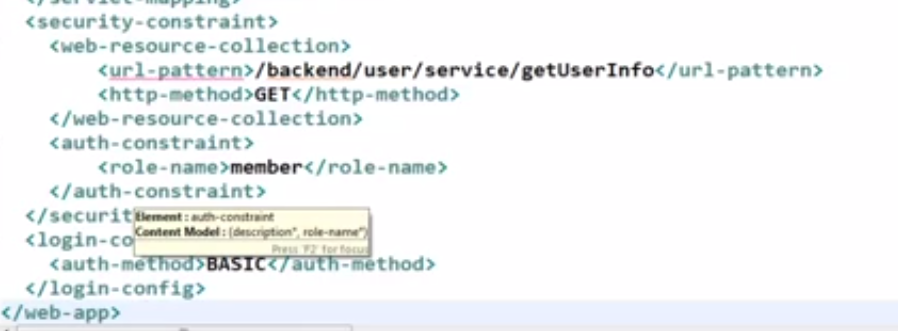 </servlet-mapping>
<security-constraint>
<web-resource-collection>
<url-pattern>/backend/user/service/getUserInfo</url-pattern>
<http-method>GET</http-method>
</web-resource-collection>
<auth-constraint>
<role-name>member</role-name>
</auth-constraint>
</securit
Element : auth-constraint
Content Model : (description*, role-name*)
Press 'F2' for focus
<login-co
<auth-method>BASIC</auth-method>
</login-config>
</web-app>